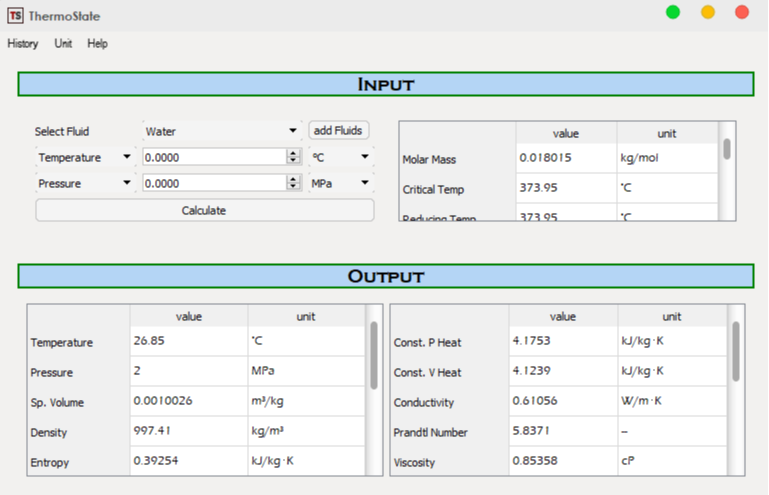 TS ThermoState
History Unit Help
INPUT
Select Fluid Water add Fluids
Temperature 0.0000 °C
Pressure 0.0000 MPa
Calculate
value unit
Molar Mass 0.018015 kg/mol
Critical Temp 373.95 °C
Reducing Temp 373.95 °C
OUTPUT
value unit
Temperature 26.85 °C
Pressure 2 MPa
Sp. Volume 0.0010026 m³/kg
Density 997.41 kg/m³
Entropy 0.39254 kJ/kg·K
value unit
Const. P Heat 4.1753 kJ/kg·K
Const. V Heat 4.1239 kJ/kg·K
Conductivity 0.61056 W/m·K
Prandtl Number 5.8371 –
Viscosity 0.85358 cP